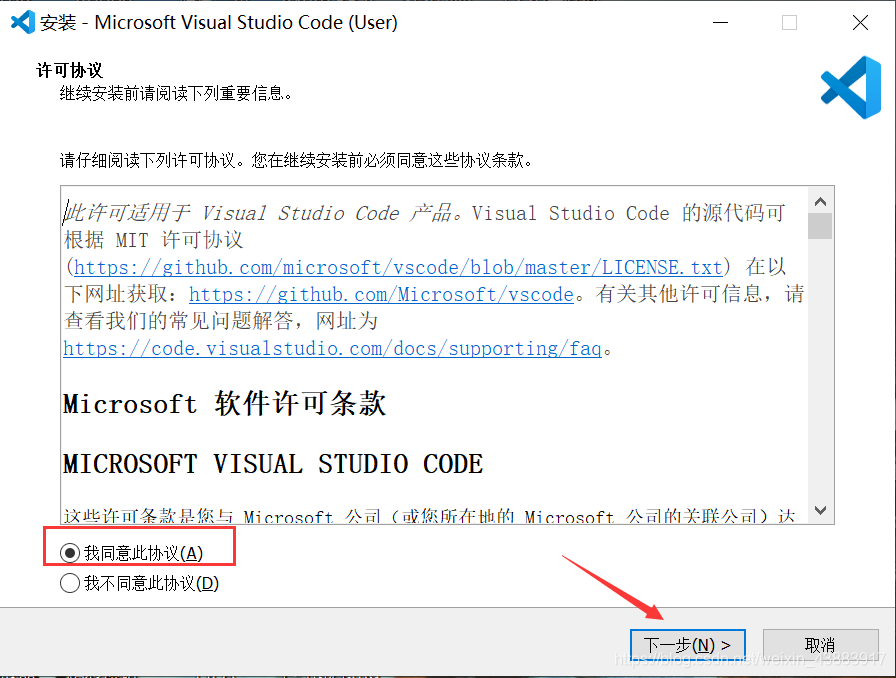 安装 - Microsoft Visual Studio Code (User)
许可协议
继续安装前请阅读下列重要信息。
请仔细阅读下列许可协议。您在继续安装前必须同意这些协议条款。
此许可适用于 Visual Studio Code 产品。Visual Studio Code 的源代码可
根据 MIT 许可协议
(https://github.com/microsoft/vscode/blob/master/LICENSE.txt) 在以
下网址获取：https://github.com/Microsoft/vscode。有关其他许可信息，请
查看我们的常见问题解答，网址为
https://code.visualstudio.com/docs/supporting/faq。
Microsoft 软件许可条款
MICROSOFT VISUAL STUDIO CODE
这些许可条款是您与 Microsoft 公司（或您所在地的 Microsoft 公司的关联公司）达
我同意此协议(A)
我不同意此协议(D)
下一步(N) >
取消
https://blog.csdn.net/weixin_43883917